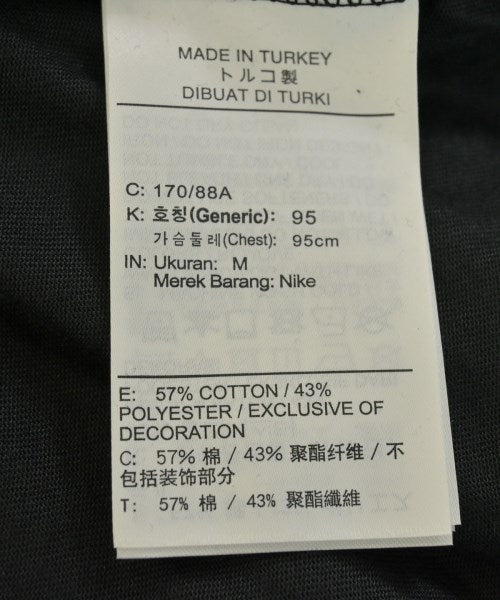 MADE IN TURKEY
トルコ製
DIBUAT DI TURKI
C: 170/88A
K: 호칭(Generic): 95
가슴둘레(Chest): 95cm
IN: Ukuran: M
Merek Barang: Nike
E: 57% COTTON / 43%
POLYESTER / EXCLUSIVE OF
DECORATION
C: 57% 棉 / 43% 聚酯纤维 / 不
包括装饰部分
T: 57% 棉 / 43% 聚酯纖維